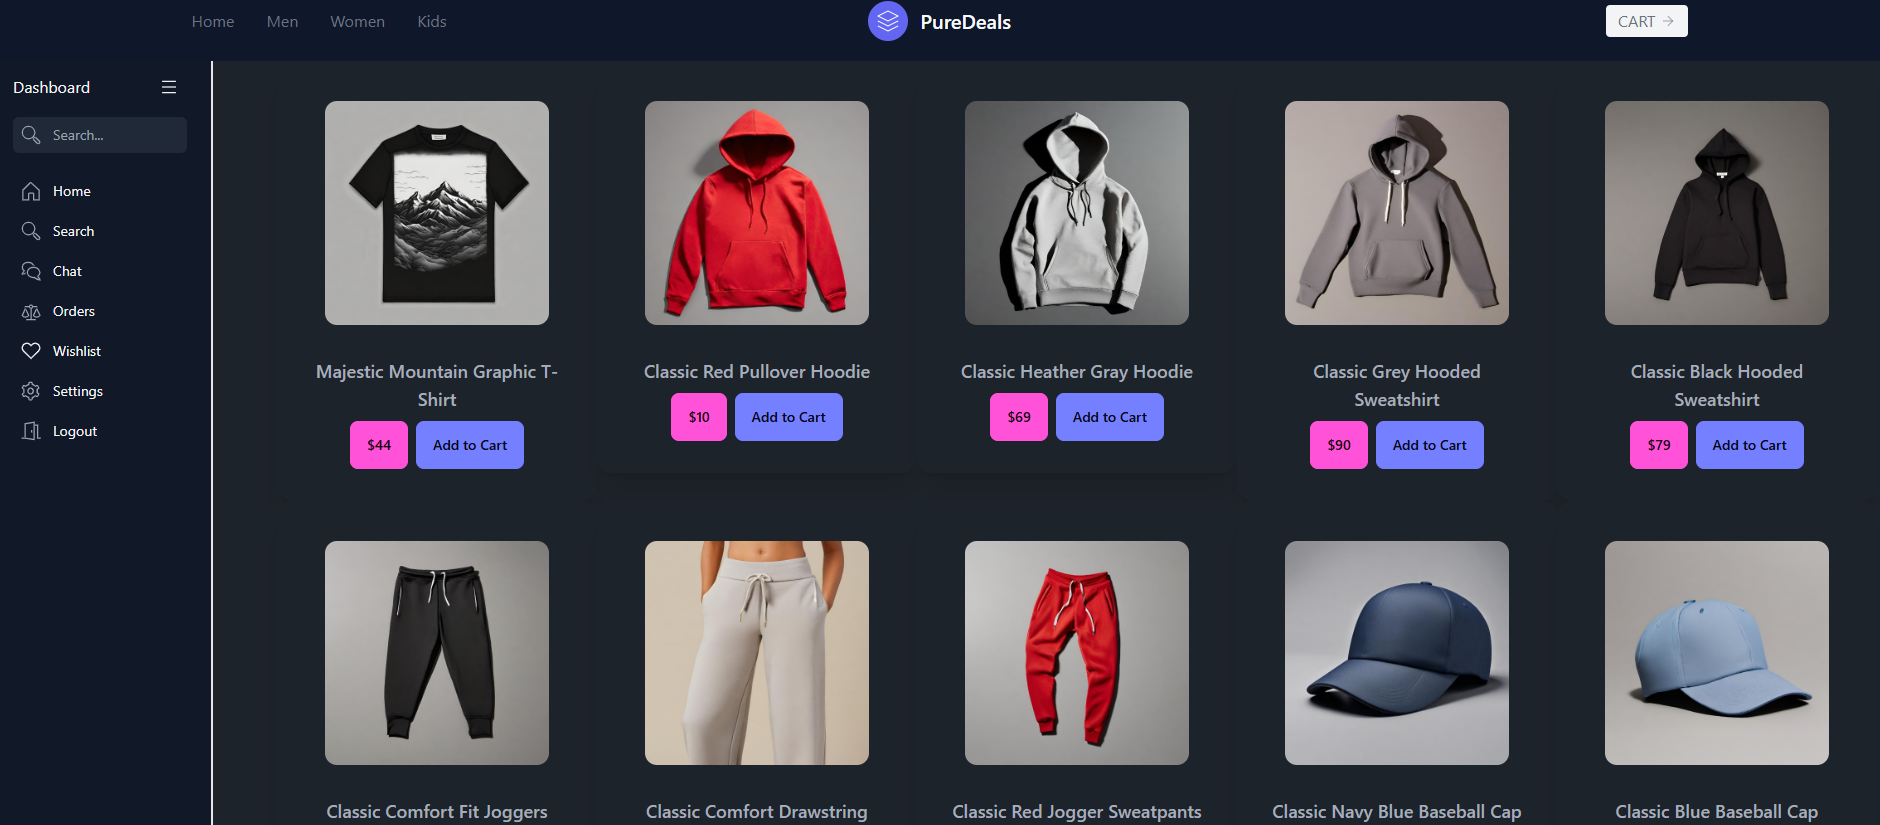 Home Men Women Kids
PureDeals
CART
Dashboard
Search...
Home
Search
Chat
Orders
Wishlist
Settings
Logout
Majestic Mountain Graphic T-
Shirt
$44 Add to Cart
Classic Red Pullover Hoodie
$10 Add to Cart
Classic Heather Gray Hoodie
$69 Add to Cart
Classic Grey Hooded
Sweatshirt
$90 Add to Cart
Classic Black Hooded
Sweatshirt
$79 Add to Cart
Classic Comfort Fit Joggers
Classic Comfort Drawstring
Classic Red Jogger Sweatpants
Classic Navy Blue Baseball Cap
Classic Blue Baseball Cap